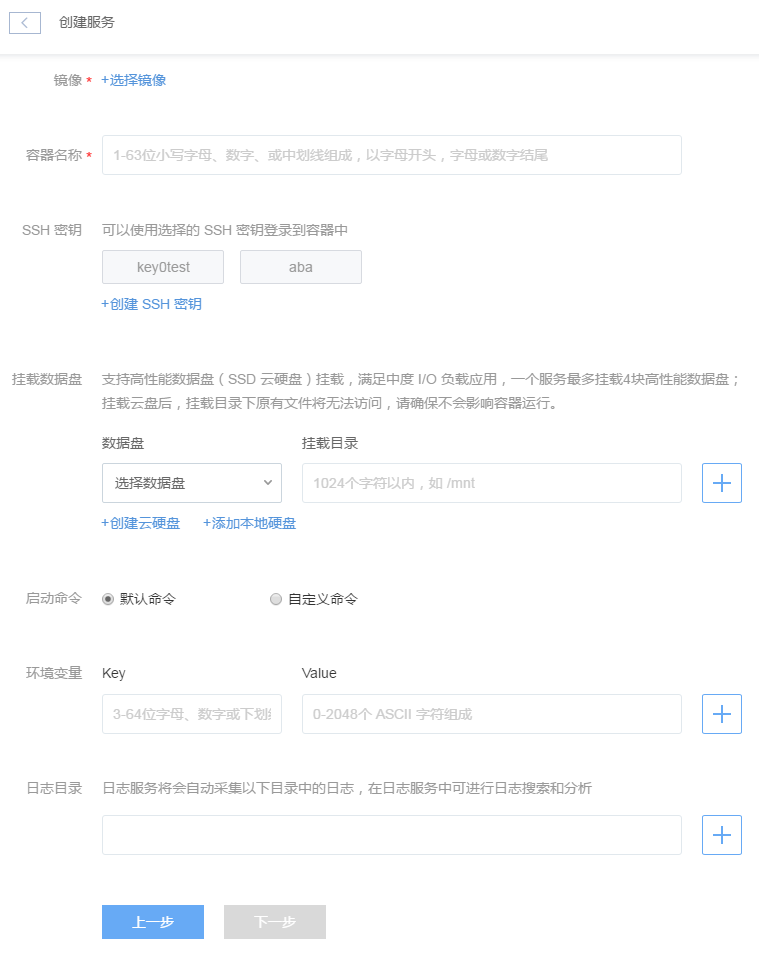 创建服务
镜像 * +选择镜像
容器名称 * 1-63位小写字母、数字、或中划线组成，以字母开头，字母或数字结尾
SSH 密钥 可以使用选择的 SSH 密钥登录到容器中
key0test aba
+创建 SSH 密钥
挂载数据盘 支持高性能数据盘（SSD 云硬盘）挂载，满足中度 I/O 负载应用，一个服务最多挂载4块高性能数据盘；
挂载云盘后，挂载目录下原有文件将无法访问，请确保不会影响容器运行。
数据盘 挂载目录
选择数据盘 1024个字符以内，如 /mnt
+创建云硬盘 +添加本地硬盘
启动命令 默认命令 自定义命令
环境变量 Key Value
3-64位字母、数字或下划 0-2048个 ASCII 字符组成
日志目录 日志服务将会自动采集以下目录中的日志，在日志服务中可进行日志搜索和分析
上一步 下一步